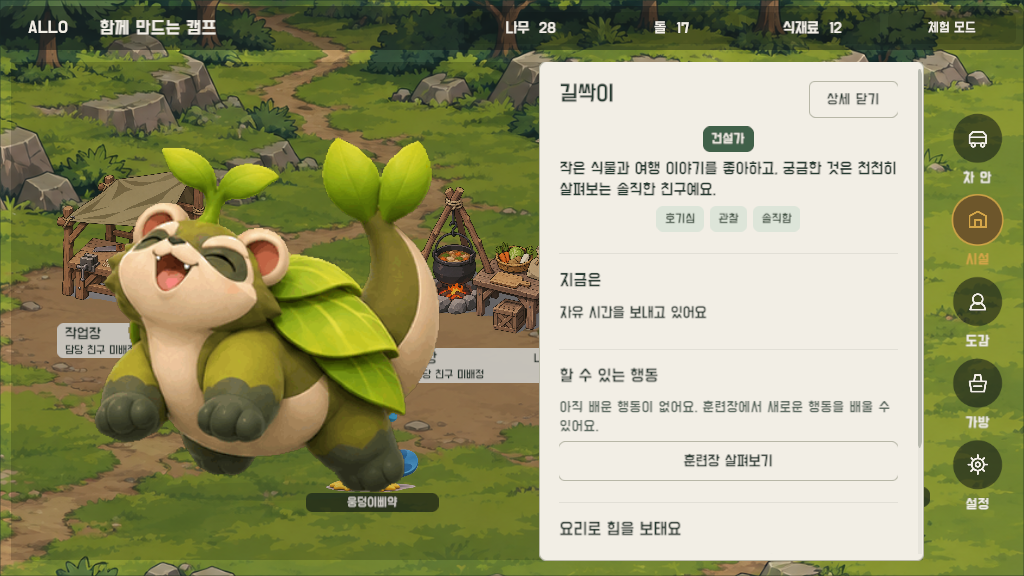 ALLO 함께 만드는 캠프 나무 28 돌 17 식재료 12 체험 모드
길싹이
상세 닫기
건설가
작은 식물과 여행 이야기를 좋아하고, 궁금한 것은 천천히
살펴보는 솔직한 친구예요.
호기심 관찰 솔직함
지금은
자유 시간을 보내고 있어요
할 수 있는 행동
아직 배운 행동이 없어요. 훈련장에서 새로운 행동을 배울 수
있어요.
훈련장 살펴보기
요리로 힘을 보태요
작업장
담당 친구 미배정
친구 미배정
웅덩이삐약
차 안
시설
도감
가방
설정